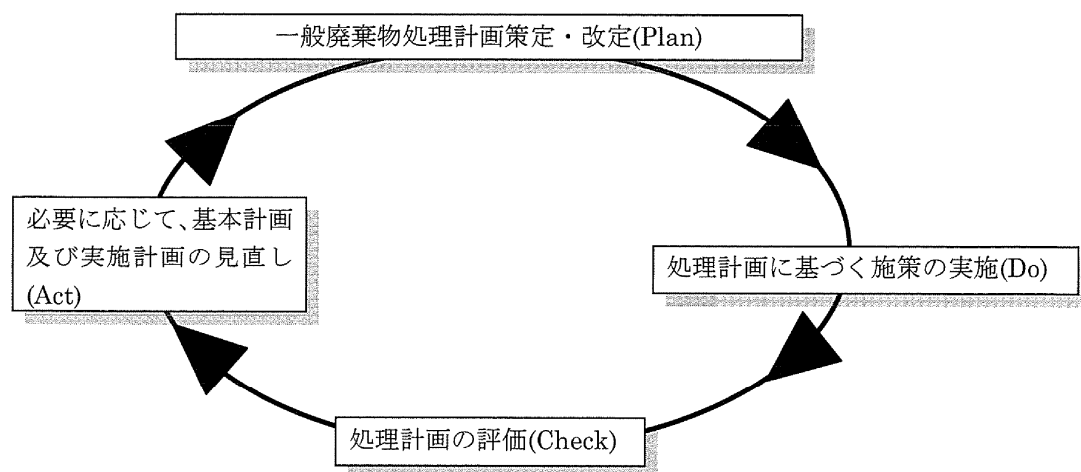 一般廃棄物処理計画策定・改定(Plan)
必要に応じて、基本計画
及び実施計画の見直し
(Act)
処理計画に基づく施策の実施(Do)
処理計画の評価(Check)